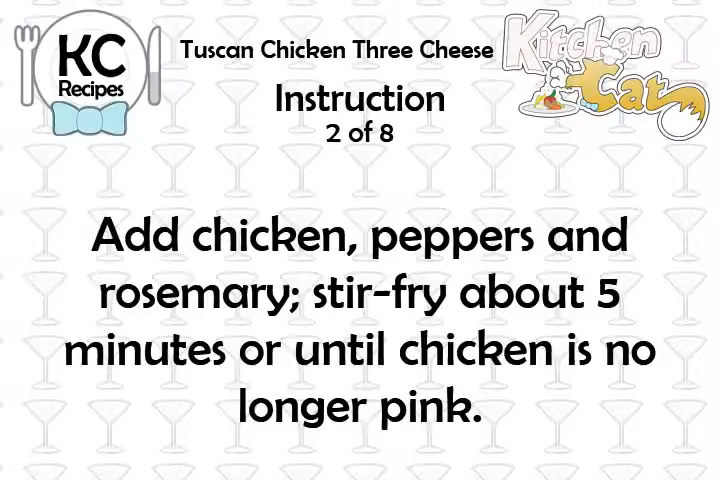 KC
Recipes
Tuscan Chicken Three Cheese
Kitchen
Cat
Instruction
2 of 8
Add chicken, peppers and
rosemary; stir-fry about 5
minutes or until chicken is no
longer pink.